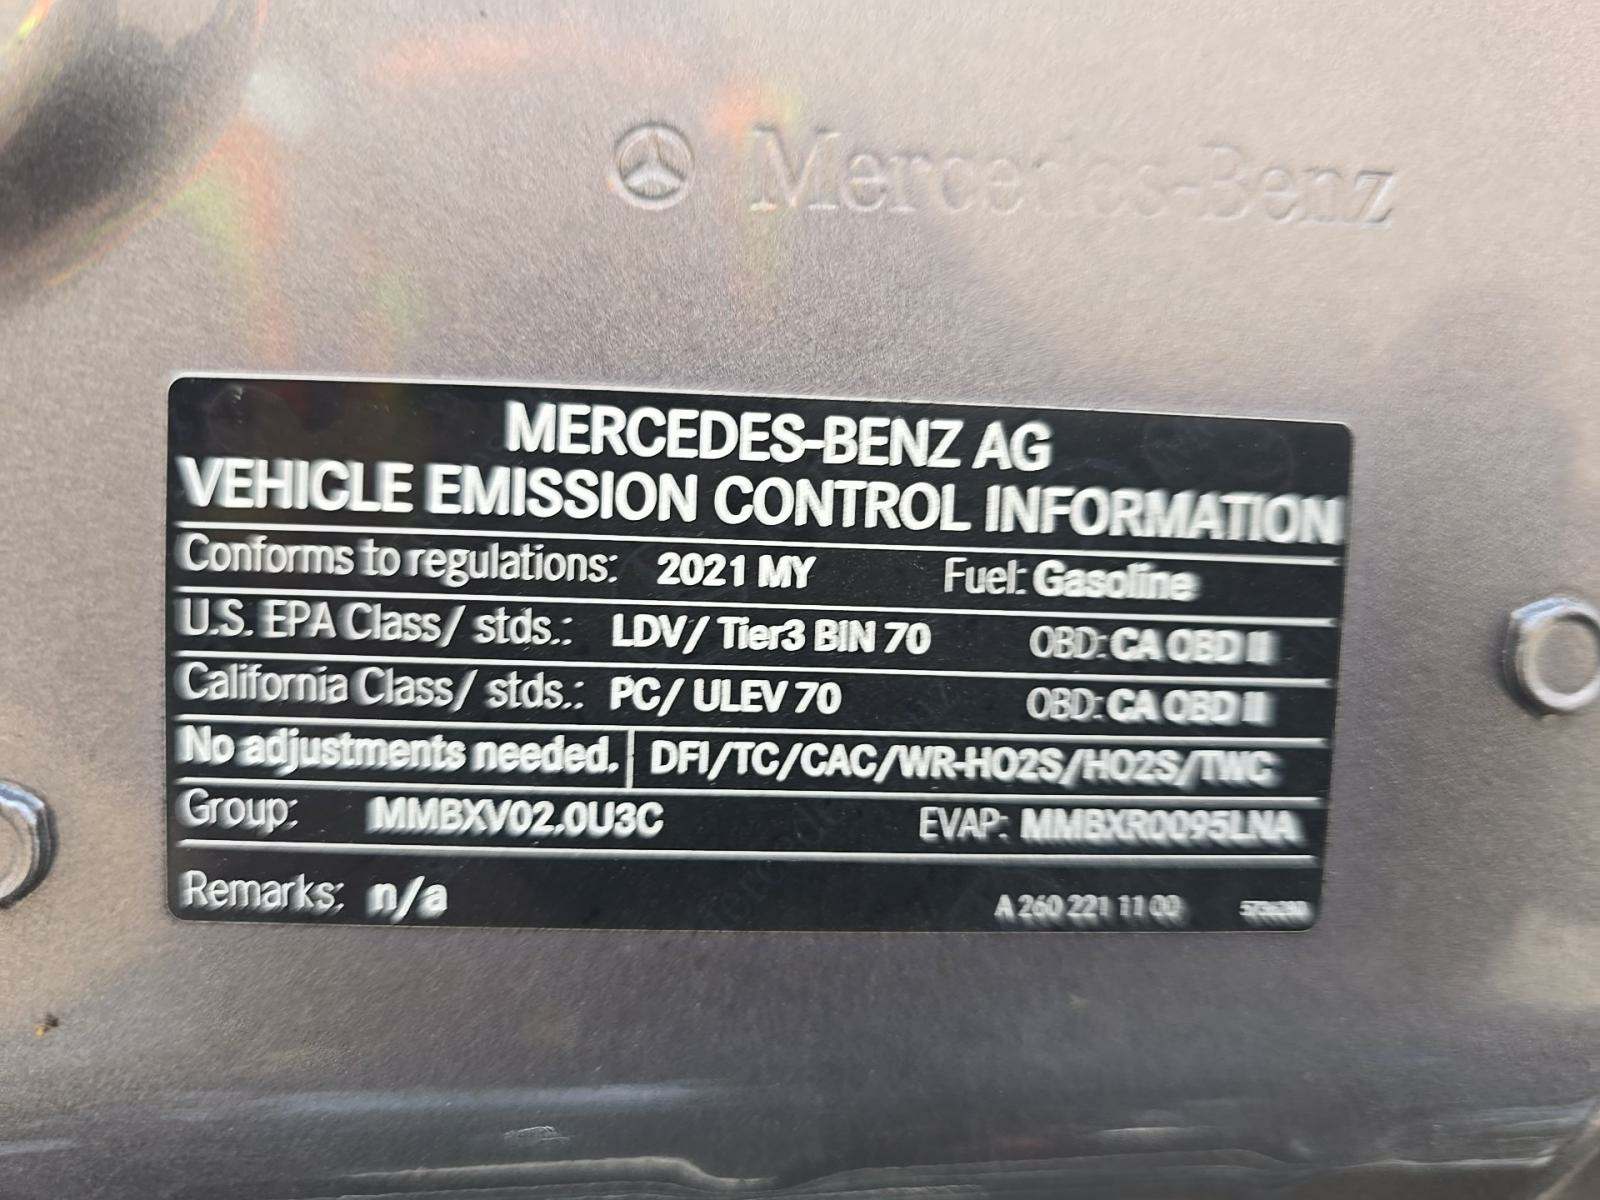 Mercedes-Benz
MERCEDES-BENZ AG
VEHICLE EMISSION CONTROL INFORMATION
Conforms to regulations: 2021 MY Fuel: Gasoline
U.S. EPA Class/ stds.: LDV/ Tier3 BIN 70 OBD: CA OBD II
California Class/ stds.: PC/ ULEV 70 OBD: CA OBD II
No adjustments needed. DFI/TC/CAC/WR-HO2S/HO2S/TWC
Group: MMBXV02.0U3C EVAP: MMBXR0095LNA
Remarks: n/a A 260 221 11 00